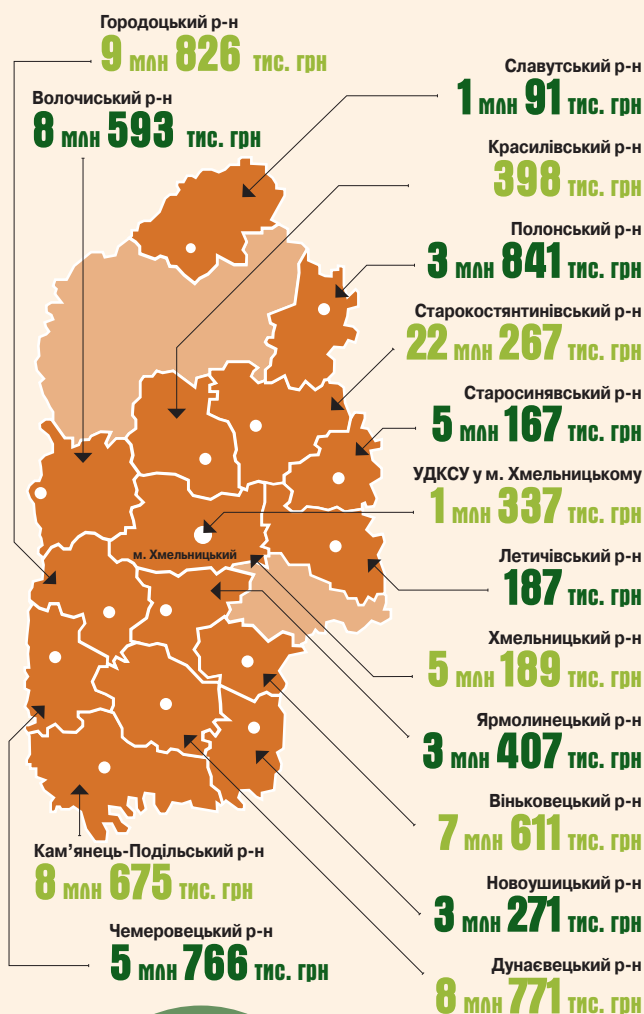 Городоцький р-н
9 млн 826 тис. грн
Волочиський р-н
8 млн 593 тис. грн
Славутський р-н
1 млн 91 тис. грн
Красилівський р-н
398 тис. грн
Полонський р-н
3 млн 841 тис. грн
Старокостянтинівський р-н
22 млн 267 тис. грн
Старосинявський р-н
5 млн 167 тис. грн
УДКСУ у м. Хмельницькому
1 млн 337 тис. грн
м. Хмельницький
Летичівський р-н
187 тис. грн
Хмельницький р-н
5 млн 189 тис. грн
Ярмолинецький р-н
3 млн 407 тис. грн
Віньковецький р-н
7 млн 611 тис. грн
Кам’янець-Подільський р-н
8 млн 675 тис. грн
Новоушицький р-н
3 млн 271 тис. грн
Чемеровецький р-н
5 млн 766 тис. грн
Дунаєвецький р-н
8 млн 771 тис. грн